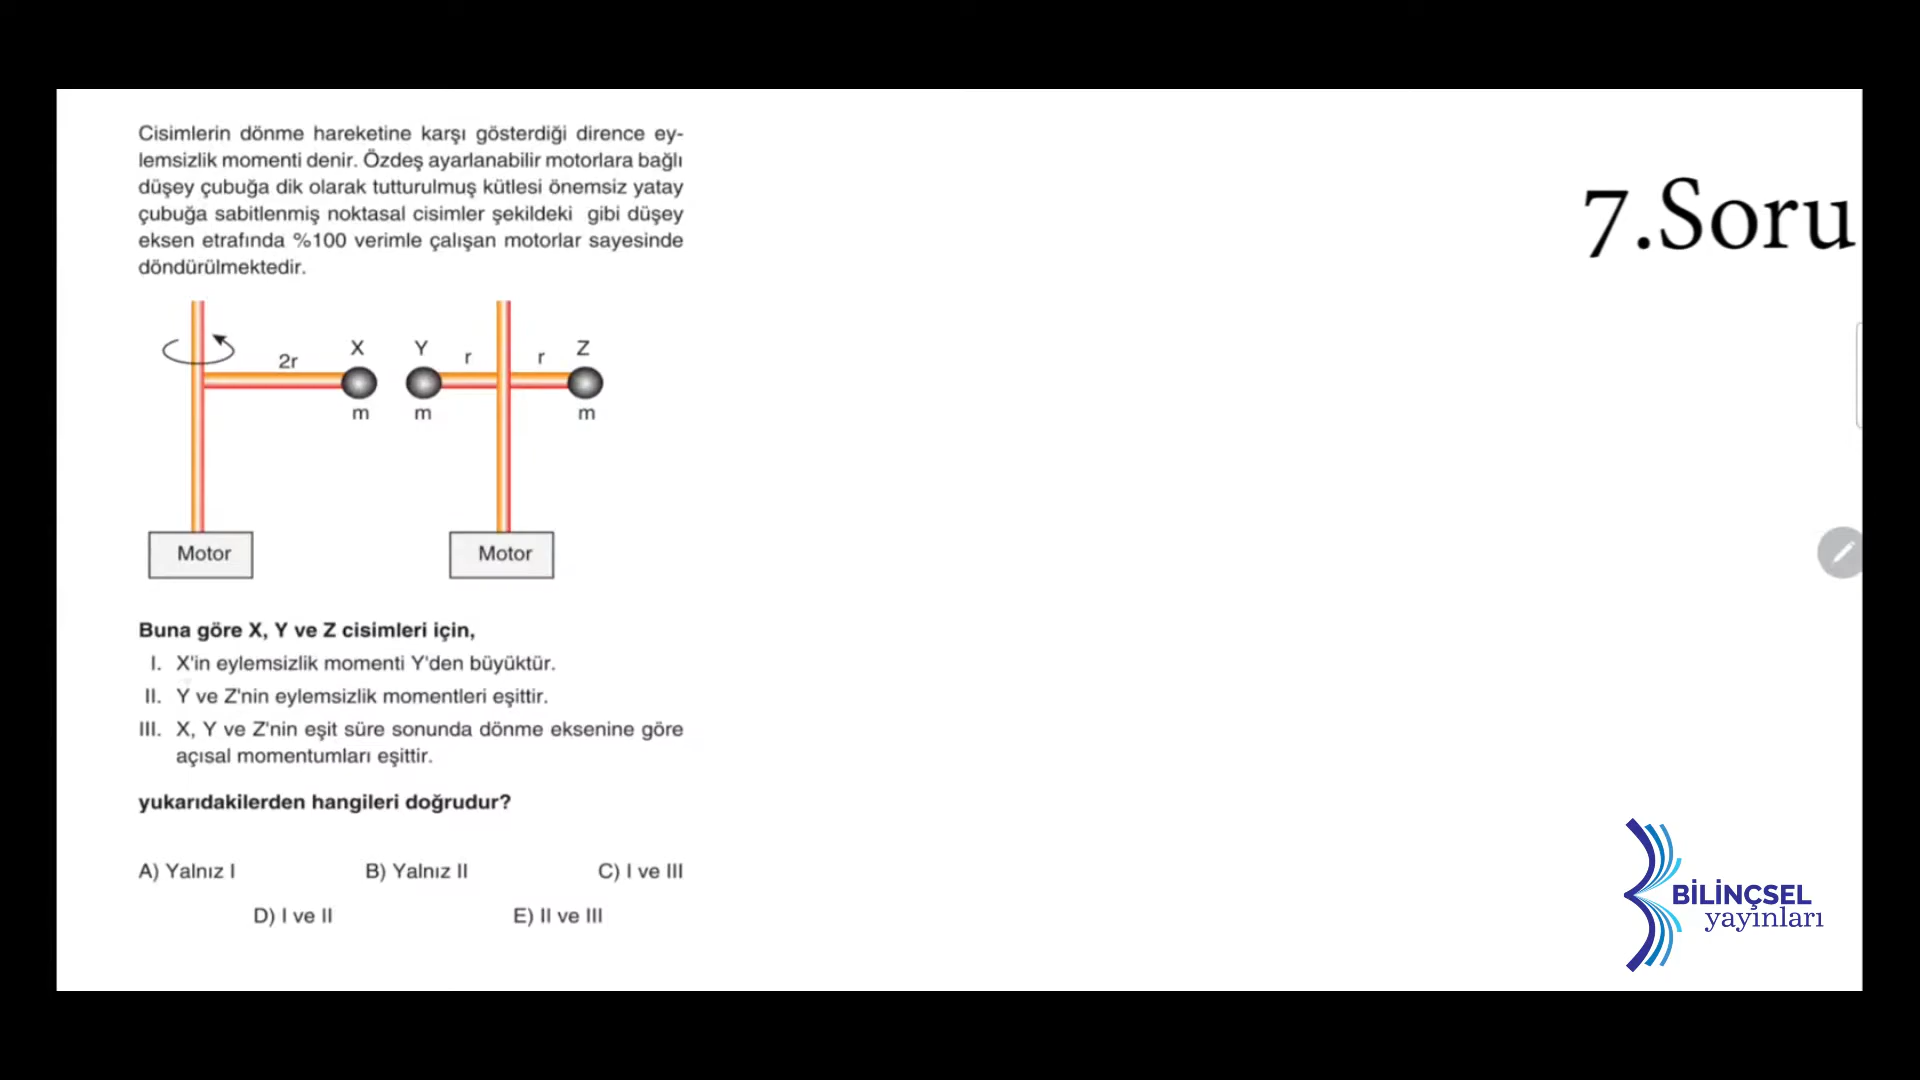 Cisimlerin dönme hareketine karşı gösterdiği dirence ey-
lemsizlik momenti denir. Özdeş ayarlanabilir motorlara bağlı
düşey çubuğa dik olarak tutturulmuş kütlesi önemsiz yatay
çubuğa sabitlenmiş noktasal cisimler şekildeki gibi düşey
eksen etrafında %100 verimle çalışan motorlar sayesinde
döndürülmektedir.
7.Soru
2r X Y r r Z
m m m
Motor Motor
Buna göre X, Y ve Z cisimleri için,
I. X'in eylemsizlik momenti Y'den büyüktür.
II. Y ve Z'nin eylemsizlik momentleri eşittir.
III. X, Y ve Z'nin eşit süre sonunda dönme eksenine göre
açısal momentumları eşittir.
yukarıdakilerden hangileri doğrudur?
A) Yalnız I B) Yalnız II C) I ve III
D) I ve II E) II ve III
BİLİNÇSEL
yayınları